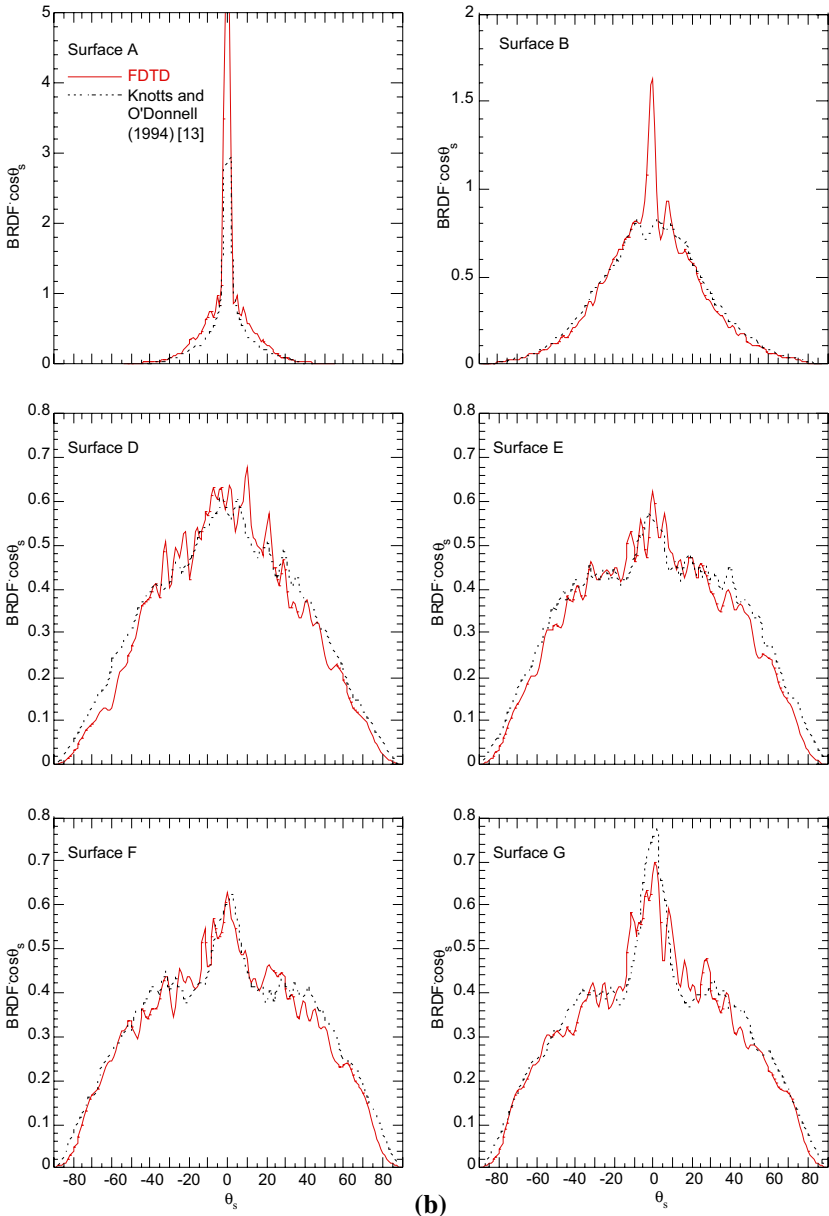 Surface A
FDTD
Knotts and
O'Donnell
(1994) [13]
BRDF·cosθs
5
4
3
2
1
0
Surface B
BRDF·cosθs
2
1.5
1
0.5
0
Surface D
BRDF·cosθs
0.8
0.7
0.6
0.5
0.4
0.3
0.2
0.1
0
Surface E
BRDF·cosθs
0.8
0.7
0.6
0.5
0.4
0.3
0.2
0.1
0
Surface F
BRDF·cosθs
0.8
0.7
0.6
0.5
0.4
0.3
0.2
0.1
0
-80 -60 -40 -20 0 20 40 60 80
θs
Surface G
BRDF·cosθs
0.8
0.7
0.6
0.5
0.4
0.3
0.2
0.1
0
-80 -60 -40 -20 0 20 40 60 80
θs
(b)